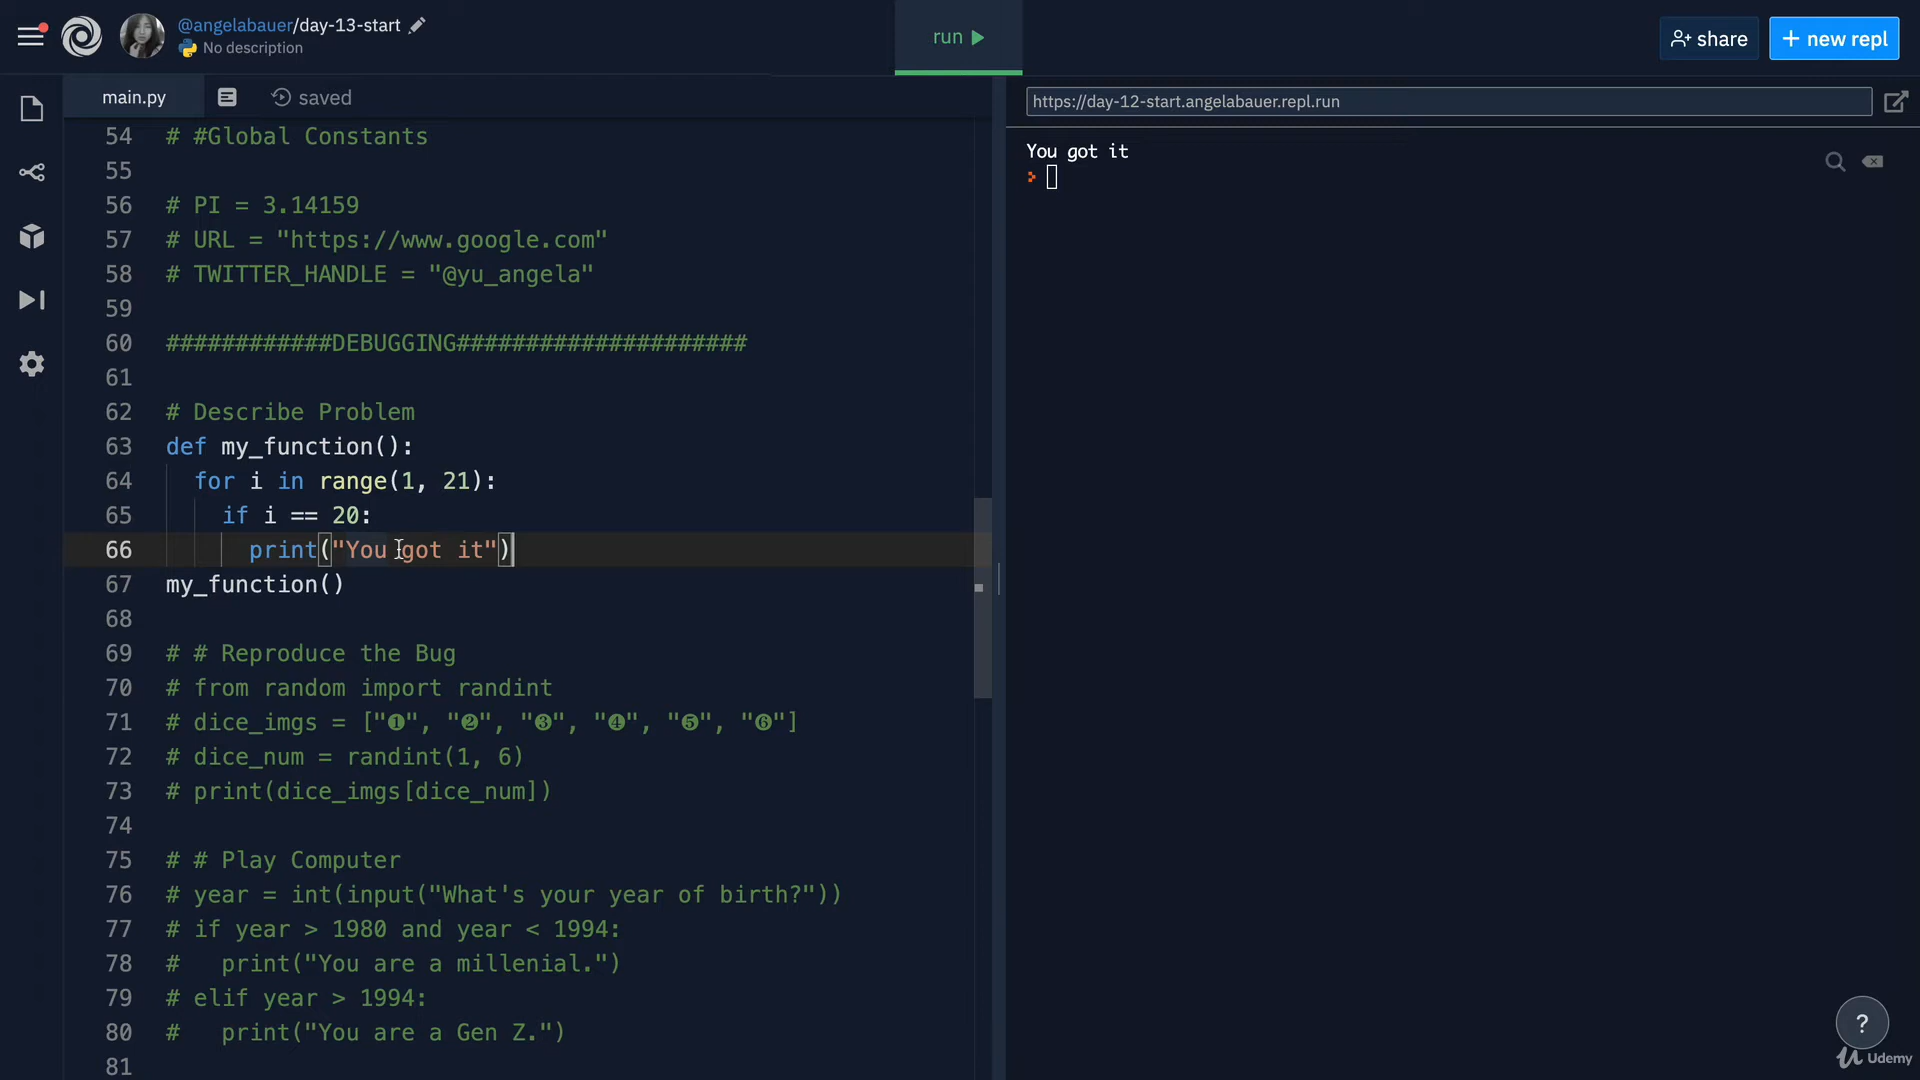 @angelabauer/day-13-start
No description
run
share
+ new repl
main.py
saved
https://day-12-start.angelabauer.repl.run
54 # #Global Constants
55
56 # PI = 3.14159
57 # URL = "https://www.google.com"
58 # TWITTER_HANDLE = "@yu_angela"
59
60 ############DEBUGGING#####################
61
62 # Describe Problem
63 def my_function():
64   for i in range(1, 21):
65     if i == 20:
66       print("You got it")
67 my_function()
68
69 # # Reproduce the Bug
70 # from random import randint
71 # dice_imgs = ["❶", "❷", "❸", "❹", "❺", "❻"]
72 # dice_num = randint(1, 6)
73 # print(dice_imgs[dice_num])
74
75 # # Play Computer
76 # year = int(input("What's your year of birth?"))
77 # if year > 1980 and year < 1994:
78 #   print("You are a millenial.")
79 # elif year > 1994:
80 #   print("You are a Gen Z.")
81
You got it
?
Udemy